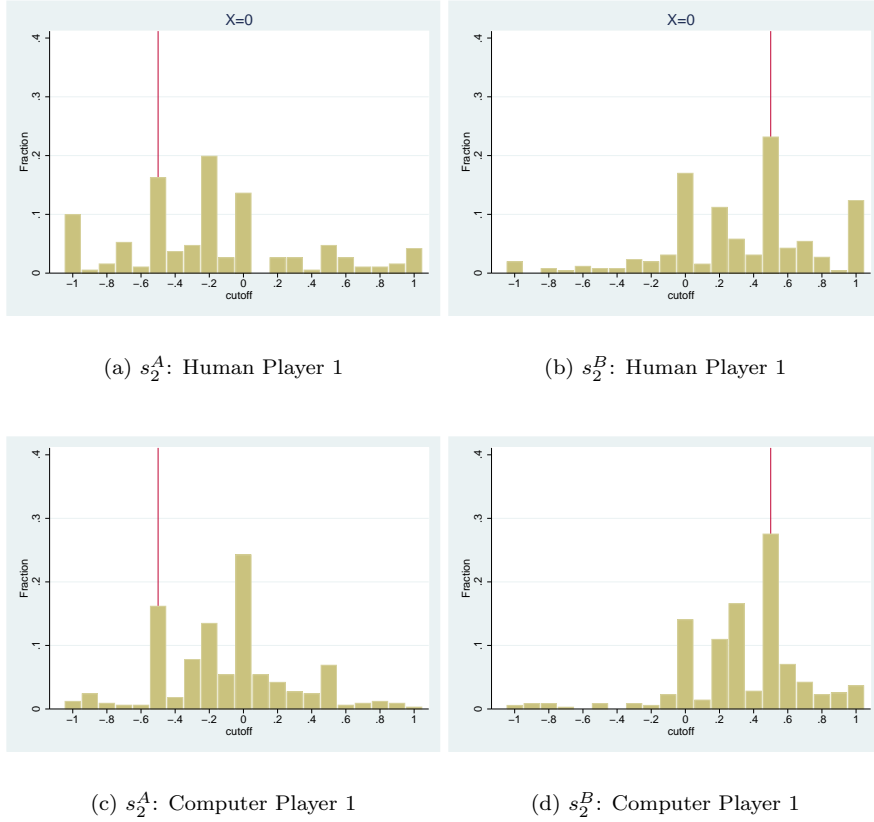 X=0
Fraction
.4
.3
.2
.1
0
−1 −.8 −.6 −.4 −.2 0 .2 .4 .6 .8 1
cutoff
X=0
Fraction
.4
.3
.2
.1
0
−1 −.8 −.6 −.4 −.2 0 .2 .4 .6 .8 1
cutoff
(a) s₂ᴬ: Human Player 1
(b) s₂ᴮ: Human Player 1
Fraction
.4
.3
.2
.1
0
−1 −.8 −.6 −.4 −.2 0 .2 .4 .6 .8 1
cutoff
Fraction
.4
.3
.2
.1
0
−1 −.8 −.6 −.4 −.2 0 .2 .4 .6 .8 1
cutoff
(c) s₂ᴬ: Computer Player 1
(d) s₂ᴮ: Computer Player 1